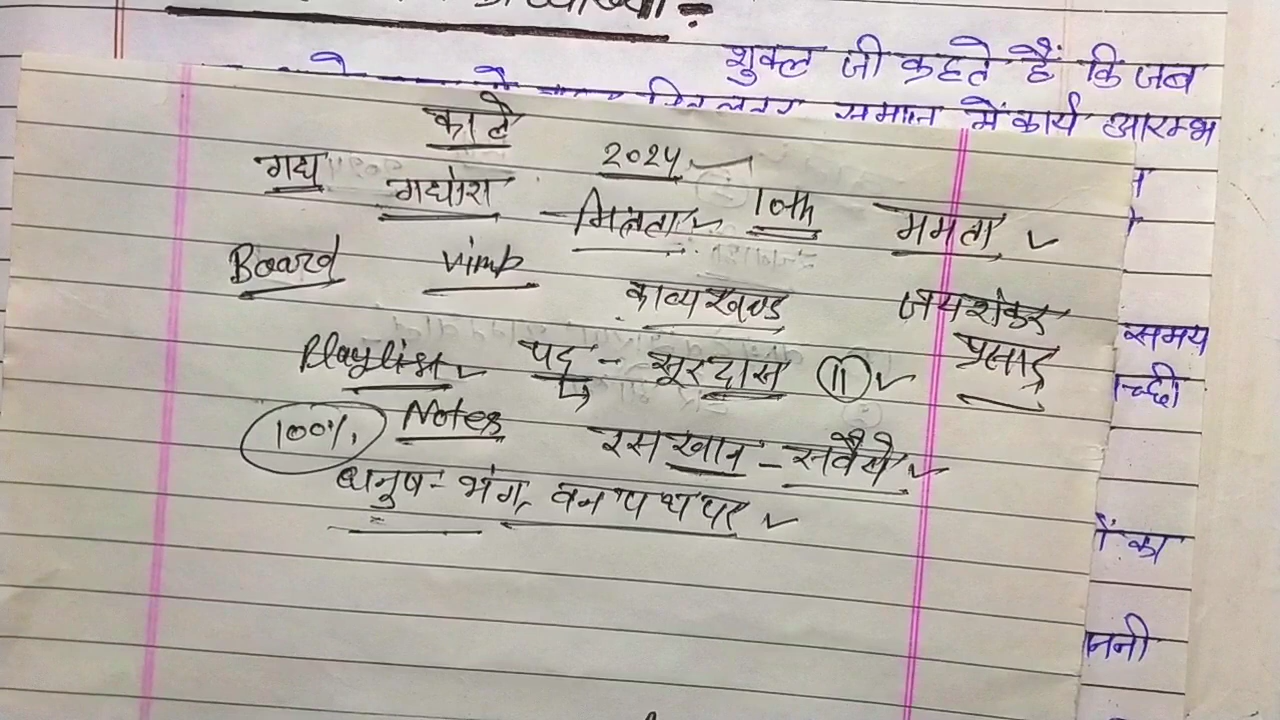 शुक्ल जी कहते हैं कि जब
समाज में कार्य आरम्भ
काले
गद्य गद्यांश 2024
मित्रता 10th ममता
Board vimp
काव्यखण्ड जयशंकर
प्रसाद
Playlist पद - सूरदास 11
100% Notes
रसखान - सवैये
धनुष-भंग, वन पथ पर
समय
का